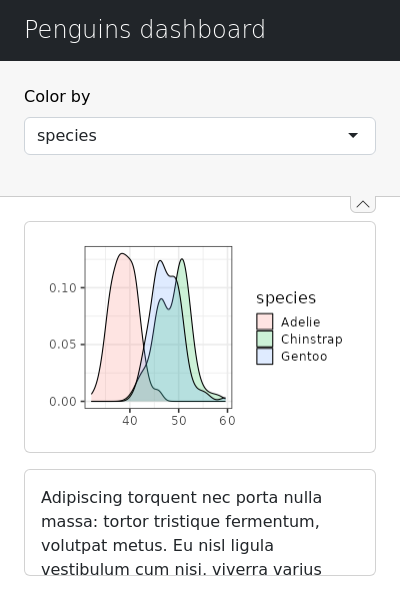 Penguins dashboard
Color by
species
0.10
0.05
0.00
40 50 60
species
Adelie
Chinstrap
Gentoo
Adipiscing torquent nec porta nulla
massa: tortor tristique fermentum,
volutpat metus. Eu nisl ligula
vestibulum cum nisi, viverra varius